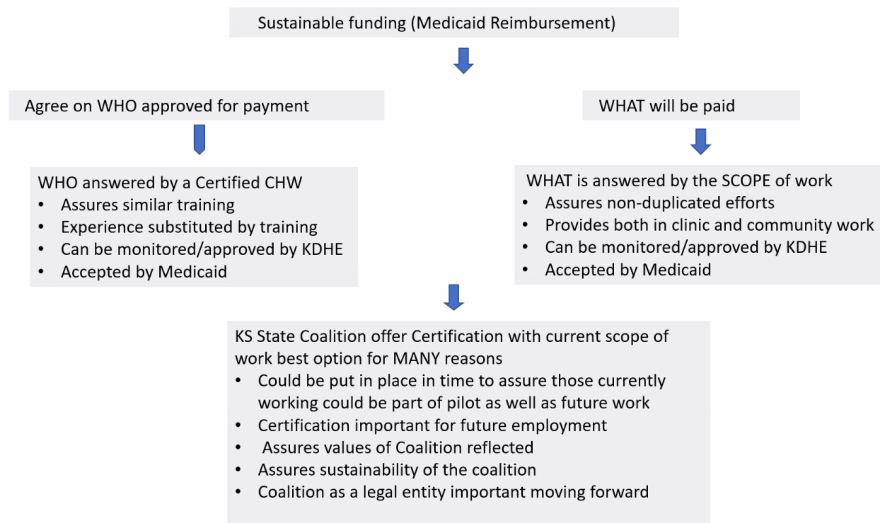 Sustainable funding (Medicaid Reimbursement)
Agree on WHO approved for payment
WHAT will be paid
WHO answered by a Certified CHW
• Assures similar training
• Experience substituted by training
• Can be monitored/approved by KDHE
• Accepted by Medicaid
WHAT is answered by the SCOPE of work
• Assures non-duplicated efforts
• Provides both in clinic and community work
• Can be monitored/approved by KDHE
• Accepted by Medicaid
KS State Coalition offer Certification with current scope of
work best option for MANY reasons
• Could be put in place in time to assure those currently
working could be part of pilot as well as future work
• Certification important for future employment
• Assures values of Coalition reflected
• Assures sustainability of the coalition
• Coalition as a legal entity important moving forward